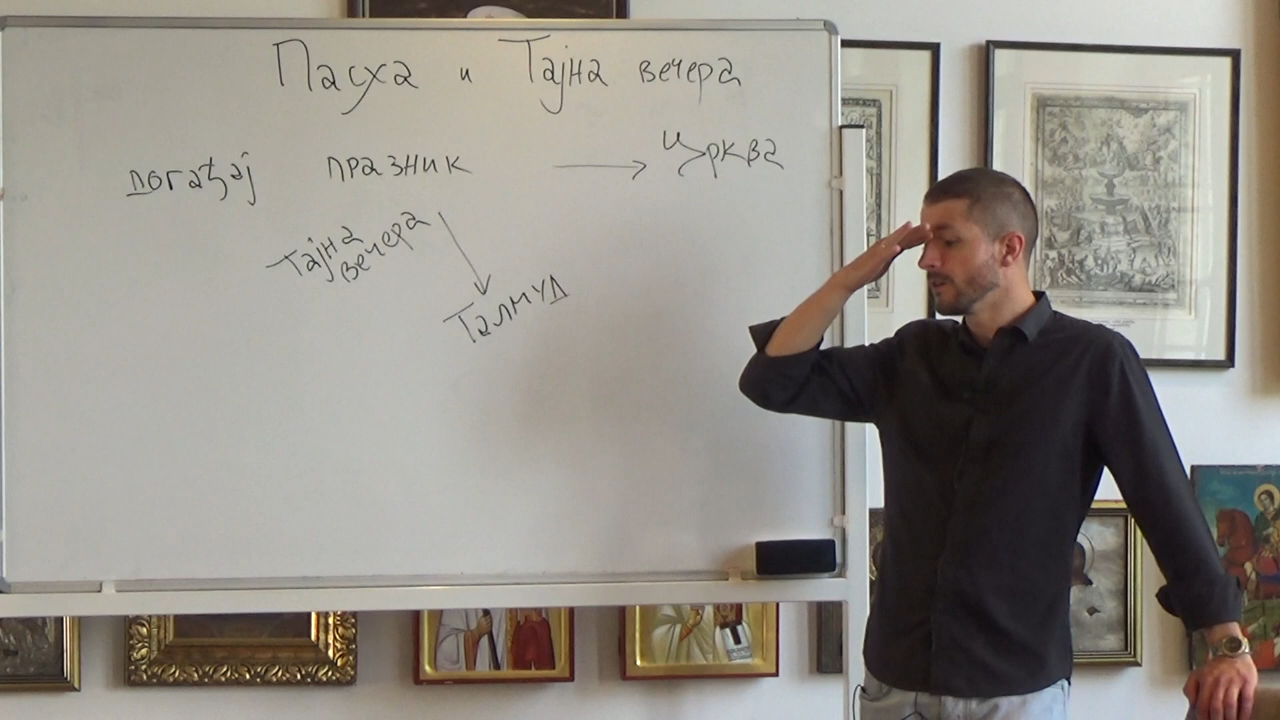 Пасха и Тајна вечера
догађај празник → Црква
Тајна
вечера
Талмуд